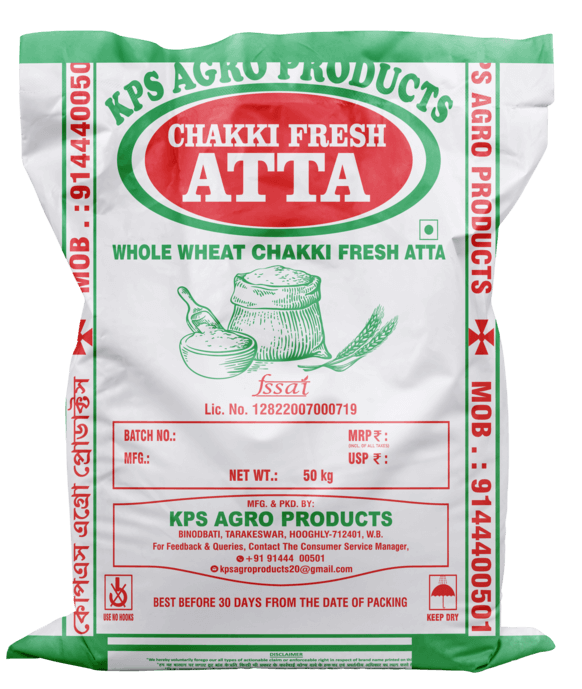 KPS AGRO PRODUCTS
CHAKKI FRESH
ATTA
WHOLE WHEAT CHAKKI FRESH ATTA
fssai
Lic. No. 12822007000719
BATCH NO.:
MRP ₹ :
(INCL. OF ALL TAXES)
MFG.:
USP ₹ :
NET WT.: 50 kg
MFG. & PKD. BY:
KPS AGRO PRODUCTS
BINODBATI, TARAKESWAR, HOOGHLY-712401, W.B.
For Feedback & Queries, Contact The Consumer Service Manager,
+91 91444 00501
kpsagroproducts20@gmail.com
USE NO HOOKS
BEST BEFORE 30 DAYS FROM THE DATE OF PACKING
KEEP DRY
MOB . : 914440050
কেপিএস এগ্রো প্রোডাক্টস
PS AGRO PRODUCTS
MOB . : 9144400501
DISCLAIMER